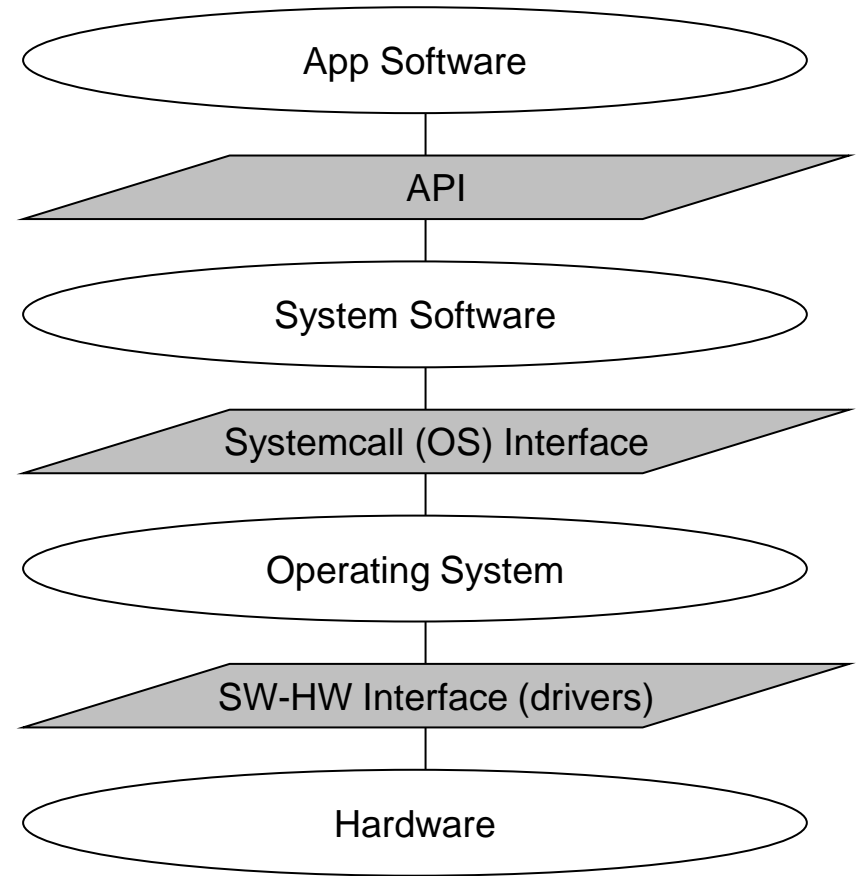 App Software
API
System Software
Systemcall (OS) Interface
Operating System
SW-HW Interface (drivers)
Hardware